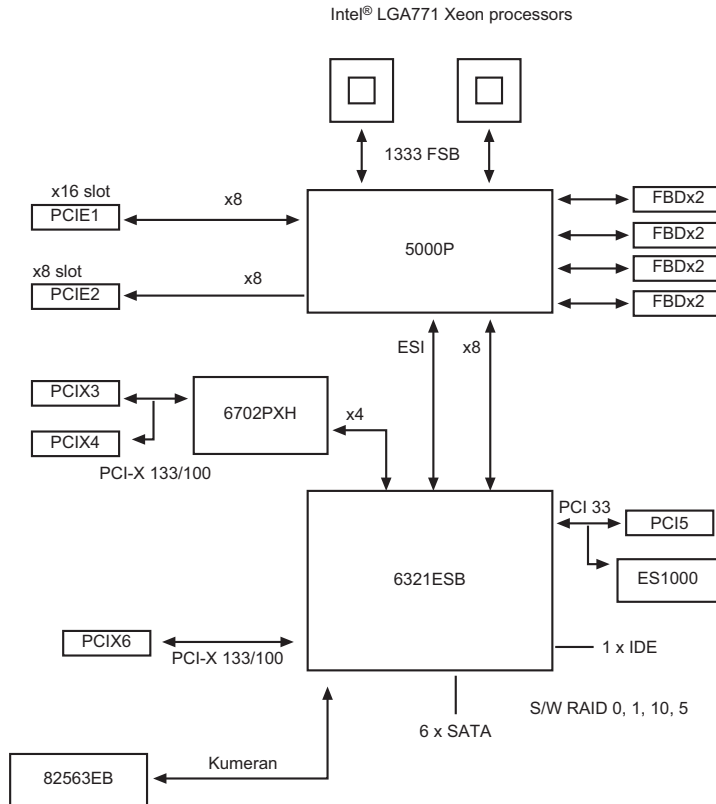 Intel® LGA771 Xeon processors
1333 FSB
x16 slot
PCIE1
x8
5000P
FBDx2
FBDx2
FBDx2
FBDx2
x8 slot
PCIE2
x8
ESI
x8
PCIX3
6702PXH
x4
PCIX4
PCI-X 133/100
PCI 33
PCI5
6321ESB
ES1000
PCIX6
PCI-X 133/100
1 x IDE
S/W RAID 0, 1, 10, 5
6 x SATA
Kumeran
82563EB